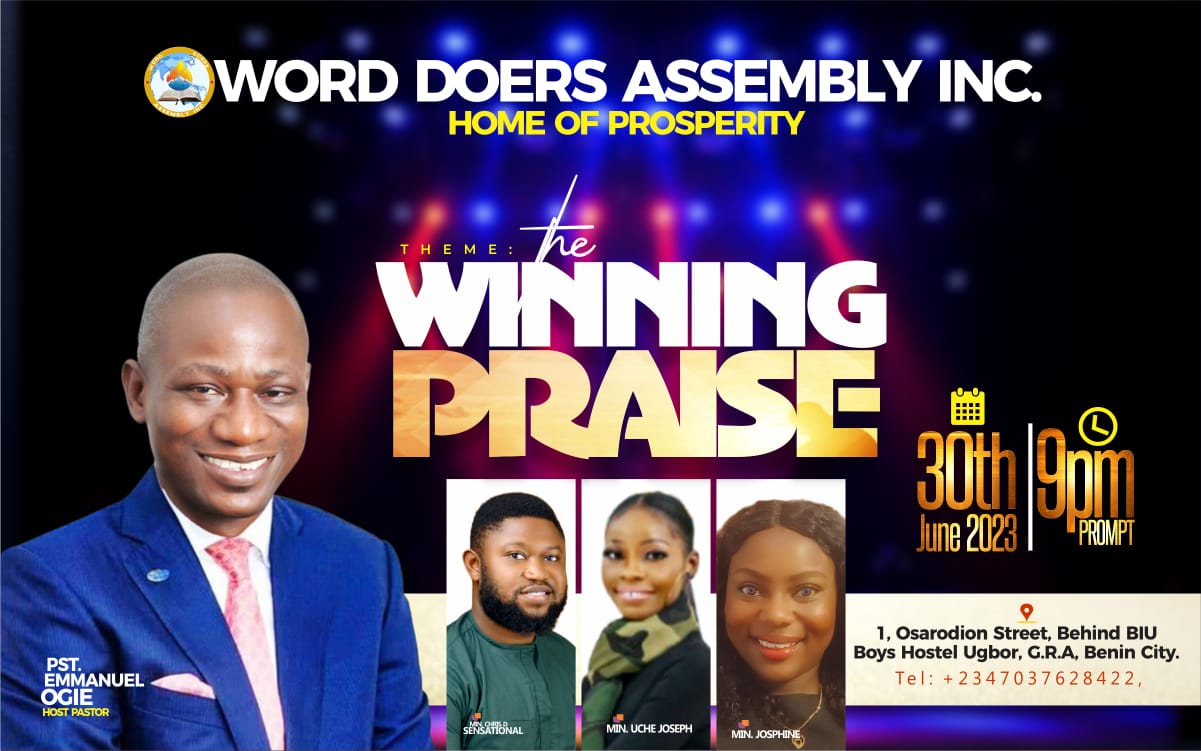 WORD DOERS ASSEMBLY INC.
HOME OF PROSPERITY
THEME: the
WINNING
PRAISE
30th
June 2023
9pm
PROMPT
1, Osarodion Street, Behind BIU
Boys Hostel Ugbor, G.R.A, Benin City.
Tel: +2347037628422,
PST.
EMMANUEL
OGIE
HOST PASTOR
MIN. CHRIS D
SENSATIONAL
MIN. UCHE JOSEPH
MIN. JOSPHINE